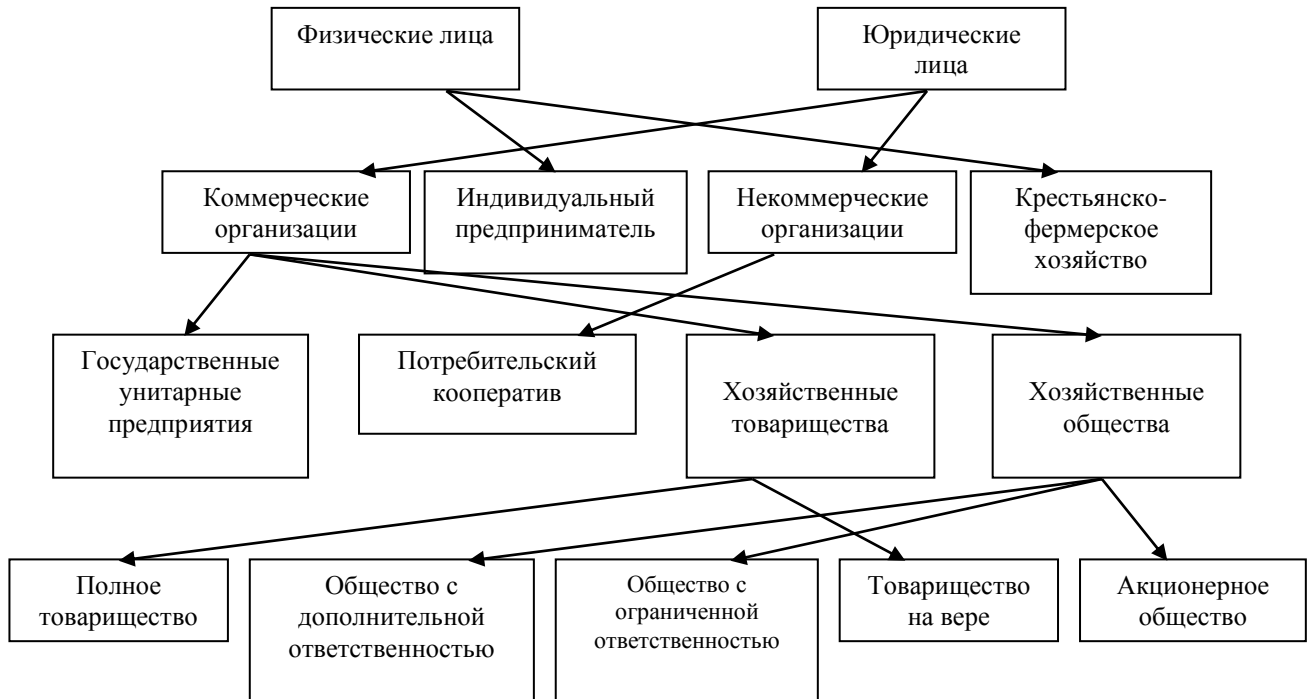 Физические лица
Юридические
лица
Коммерческие
организации
Индивидуальный
предприниматель
Некоммерческие
организации
Крестьянско-
фермерское
хозяйство
Государственные
унитарные
предприятия
Потребительский
кооператив
Хозяйственные
товарищества
Хозяйственные
общества
Полное
товарищество
Общество с
дополнительной
ответственностью
Общество с
ограниченной
ответственностью
Товарищество
на вере
Акционерное
общество